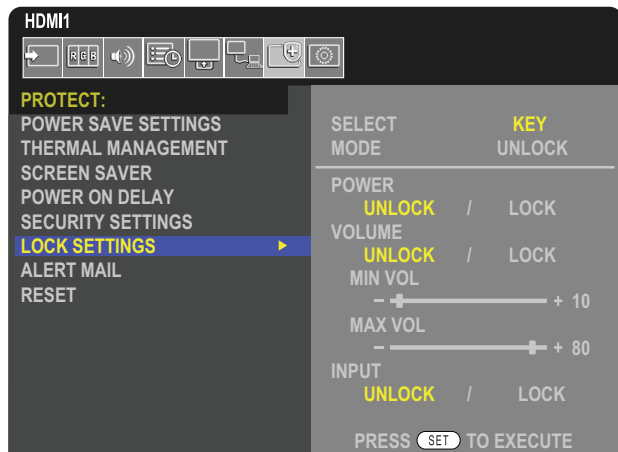 HDMI1
RGB
PROTECT:
POWER SAVE SETTINGS
THERMAL MANAGEMENT
SCREEN SAVER
POWER ON DELAY
SECURITY SETTINGS
LOCK SETTINGS
ALERT MAIL
RESET
SELECT KEY
MODE UNLOCK
POWER
UNLOCK / LOCK
VOLUME
UNLOCK / LOCK
MIN VOL
- + 10
MAX VOL
- + 80
INPUT
UNLOCK / LOCK
PRESS SET TO EXECUTE